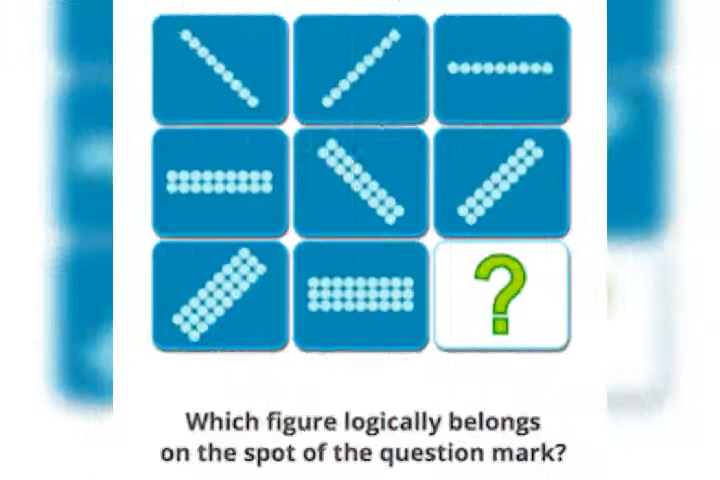 ?
Which figure logically belongs
on the spot of the question mark?